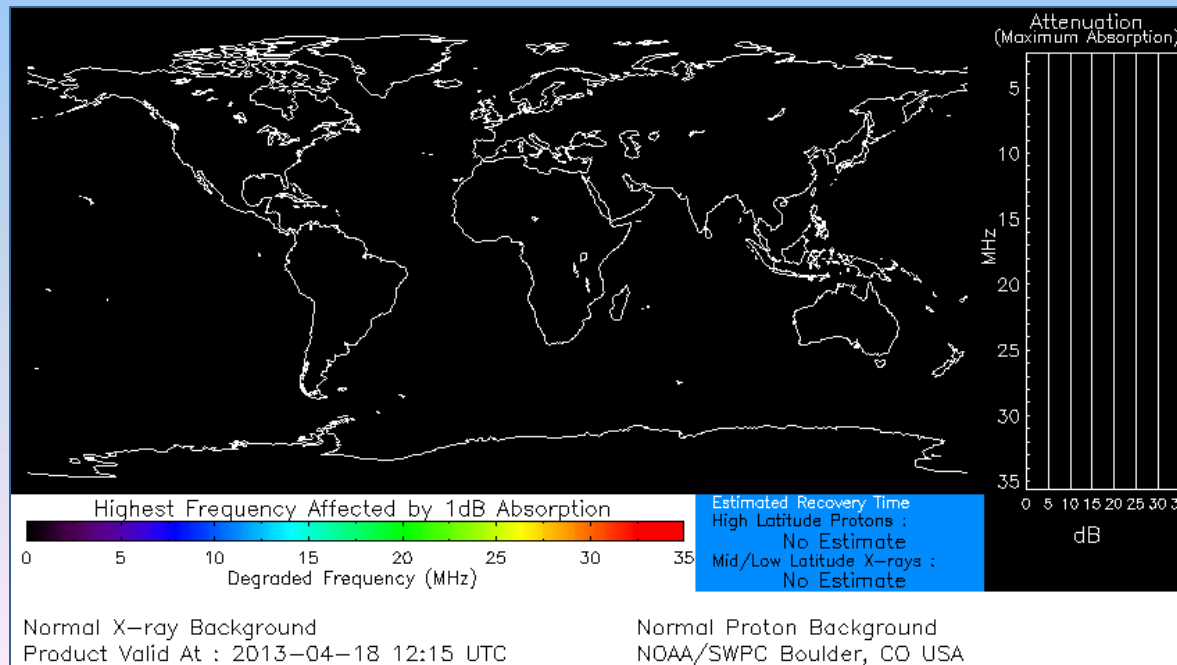 Attenuation
(Maximum Absorption)
5
10
15
20
25
30
35
MHz
0 5 10 15 20 25 30
dB
Highest Frequency Affected by 1dB Absorption
0 5 10 15 20 25 30 35
Degraded Frequency (MHz)
Estimated Recovery Time
High Latitude Protons :
No Estimate
Mid/Low Latitude X-rays :
No Estimate
Normal X-ray Background
Product Valid At : 2013-04-18 12:15 UTC
Normal Proton Background
NOAA/SWPC Boulder, CO USA